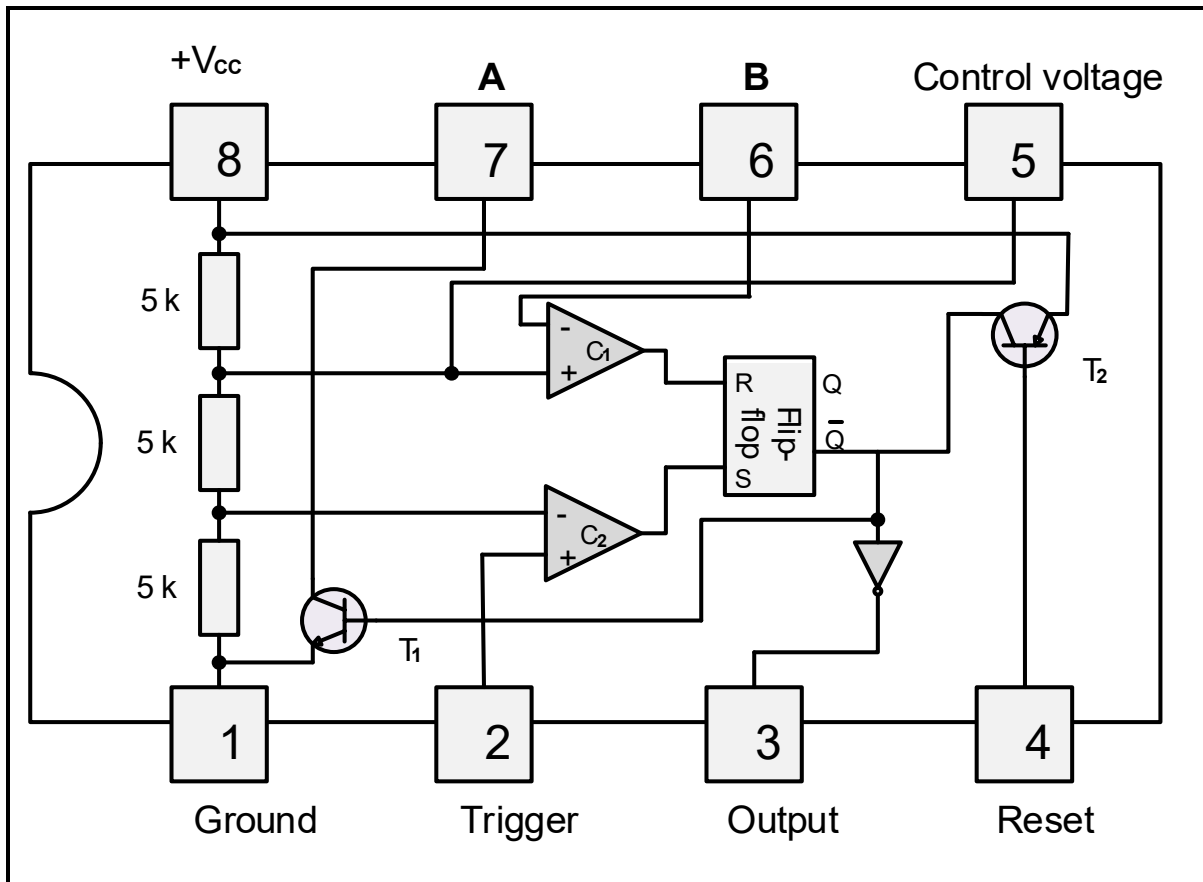 +Vcc
A
B
Control voltage
8
7
6
5
5 k
5 k
5 k
-
C1
+
R
Q
Flip-
flop
Q̅
S
T2
-
C2
+
T1
1
2
3
4
Ground
Trigger
Output
Reset